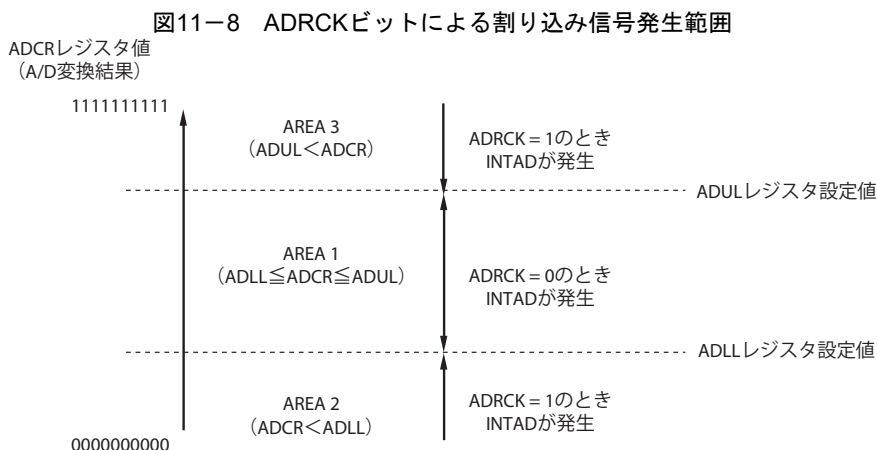 図11－8　ADRCKビットによる割り込み信号発生範囲
ADCRレジスタ値
（A/D変換結果）
1111111111
AREA 3
（ADUL＜ADCR）
ADRCK = 1のとき
INTADが発生
ADULレジスタ設定値
AREA 1
（ADLL≦ADCR≦ADUL）
ADRCK = 0のとき
INTADが発生
ADLLレジスタ設定値
AREA 2
（ADCR＜ADLL）
ADRCK = 1のとき
INTADが発生
0000000000